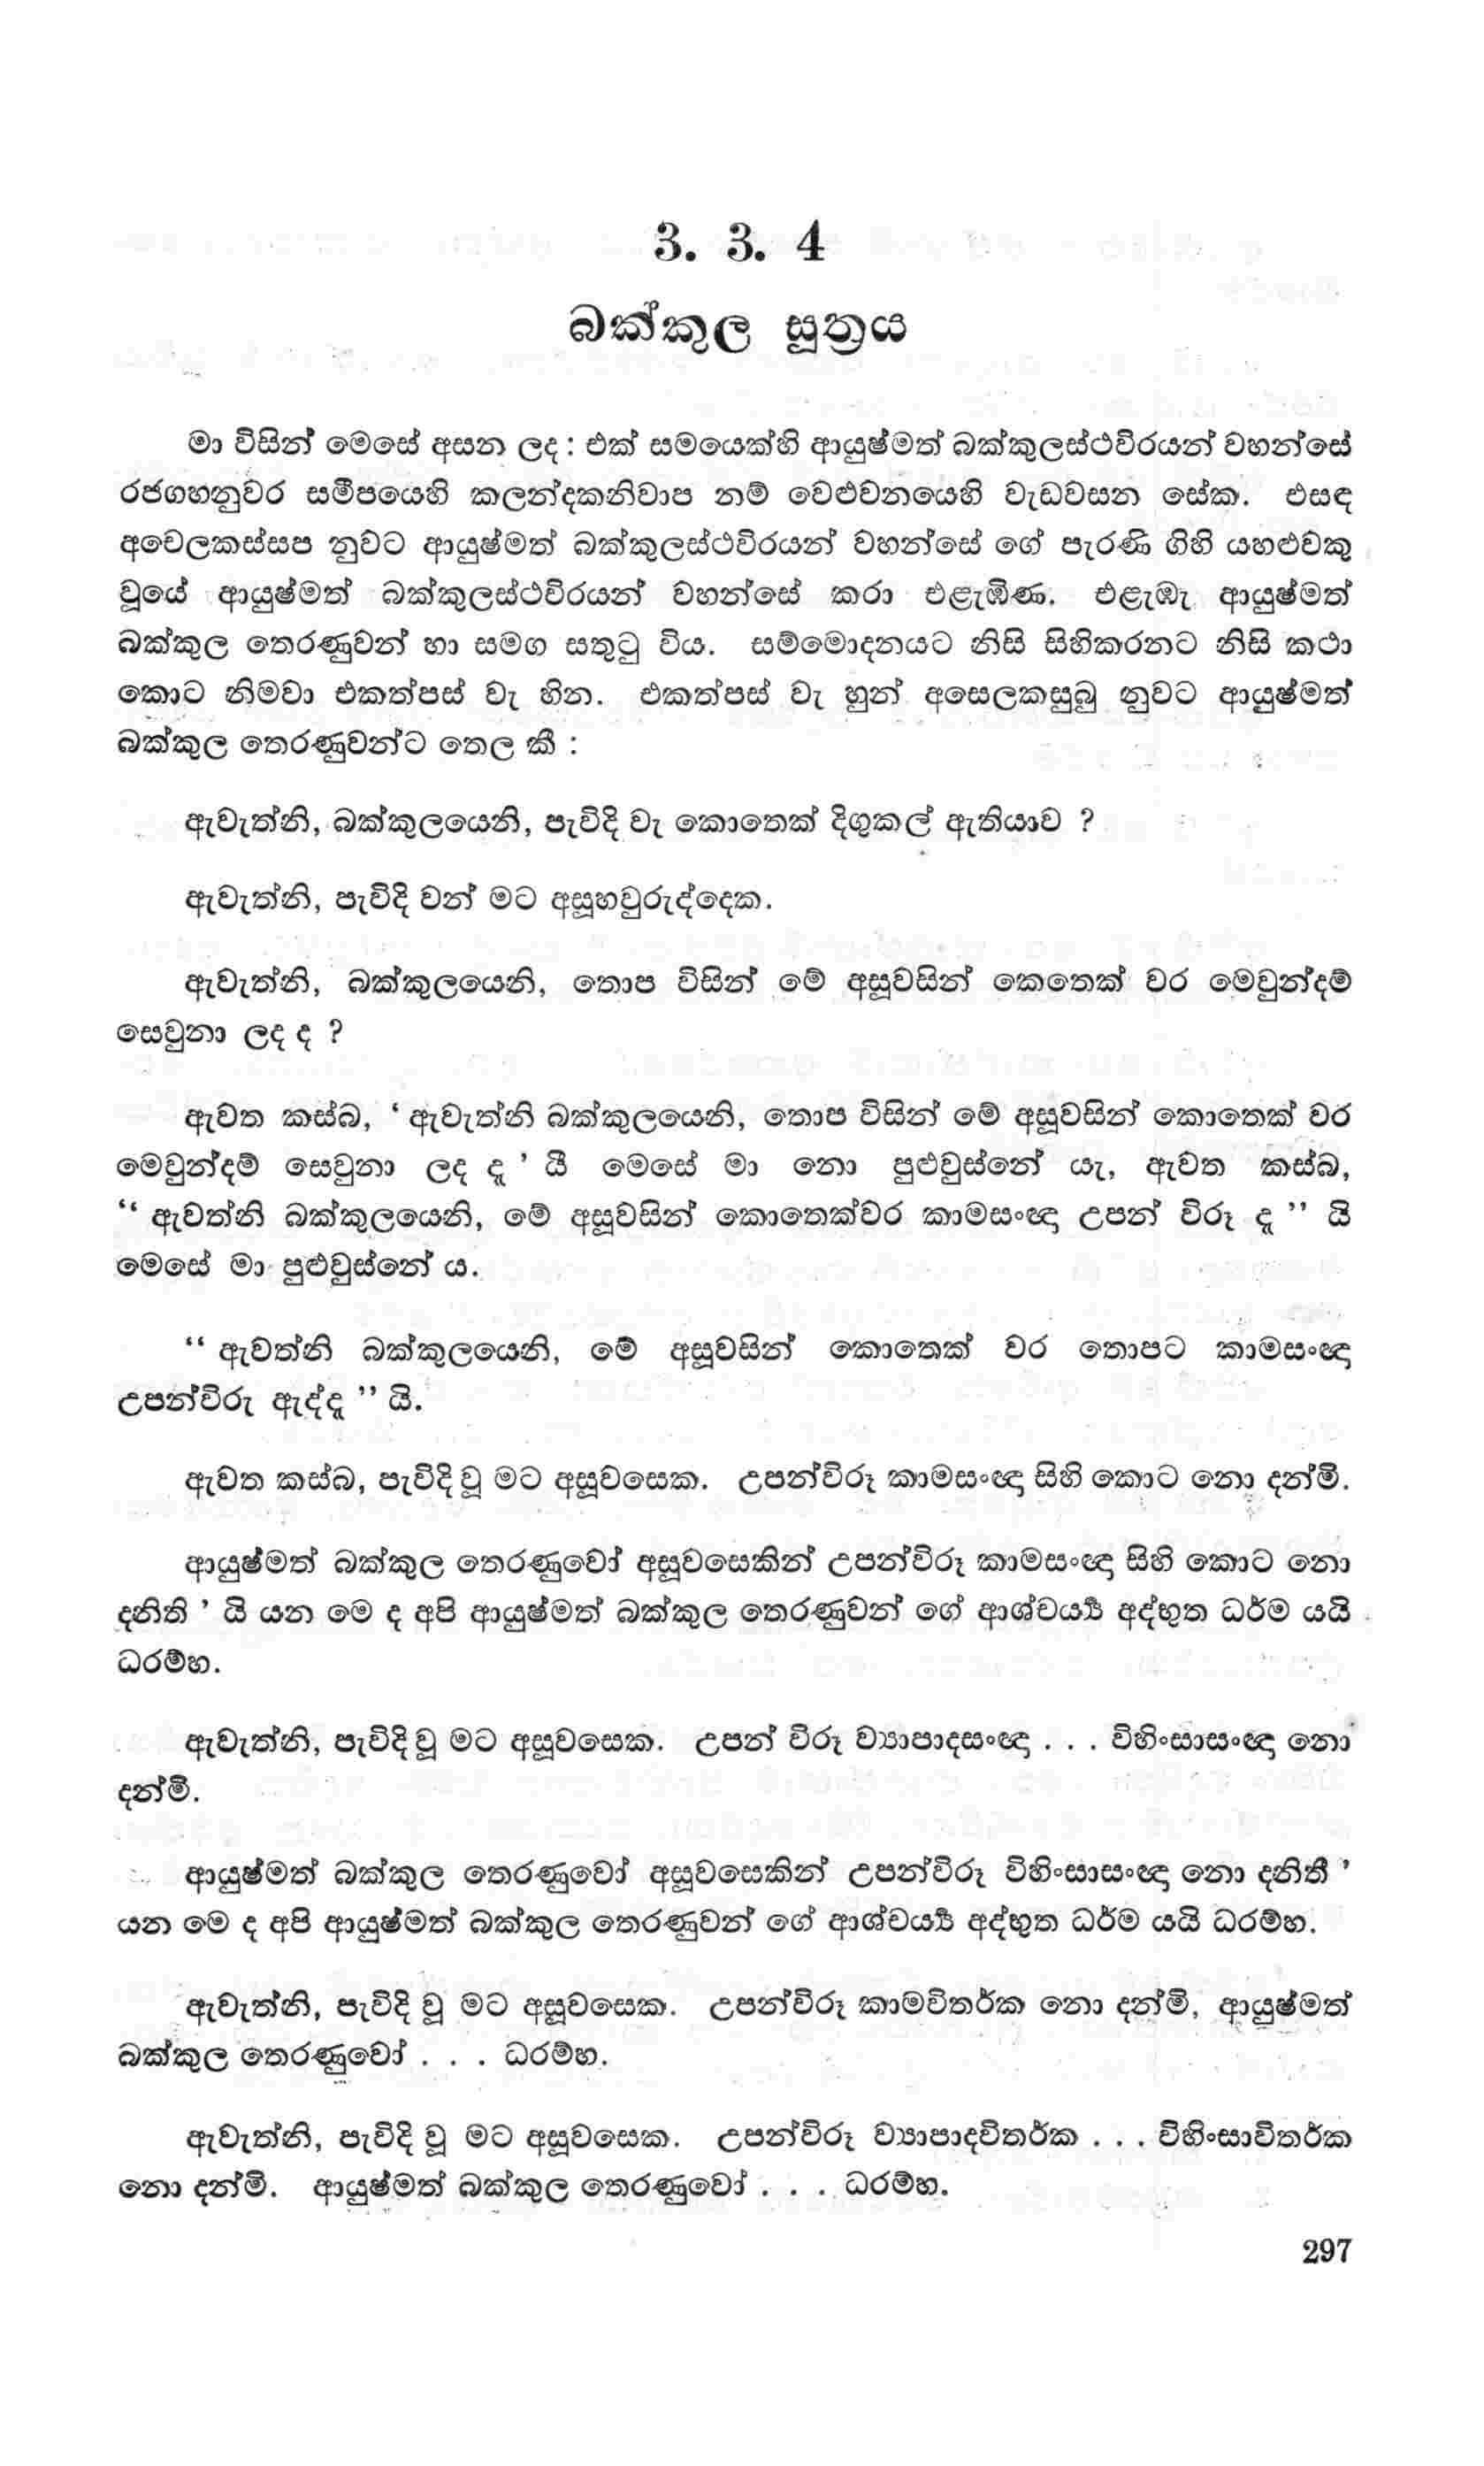 3. 3. 4
බක්කුල සූත්‍රය
මා විසින් මෙසේ අසන ලද : එක් සමයෙක්හි ආයුෂ්මත් බක්කුලස්ථවිරයන් වහන්සේ
රජගහනුවර සමීපයෙහි කලන්දකනිවාප නම් වෙළුවනයෙහි වැඩවසන සේක. එසඳ
අචෙලකස්සප නුවට ආයුෂ්මත් බක්කුලස්ථවිරයන් වහන්සේ ගේ පැරණි ගිහි යහළුවකු
වූයේ ආයුෂ්මත් බක්කුලස්ථවිරයන් වහන්සේ කරා එළැඹිණ. එළැඹැ ආයුෂ්මත්
බක්කුල තෙරණුවන් හා සමග සතුටු විය. සම්මොදනයට නිසි සිහිකරනට නිසි කථා
කොට නිමවා එකත්පස් වැ හින. එකත්පස් වැ හුන් අසෙලකසුබු නුවට ආයුෂ්මත්
බක්කුල තෙරණුවන්ට තෙල කී :
ඇවැත්නි, බක්කුලයෙනි, පැවිදි වැ කොතෙක් දිගුකල් ඇතියාව ?
ඇවැත්නි, පැවිදි වන් මට අසූහවුරුද්දෙක.
ඇවැත්නි, බක්කුලයෙනි, තොප විසින් මේ අසූවසින් කෙතෙක් වර මෙවුන්දම්
සෙවුනා ලද ද ?
ඇවත කස්බ, ‘ ඇවැත්නි බක්කුලයෙනි, තොප විසින් මේ අසූවසින් කොතෙක් වර
මෙවුන්දම් සෙවුනා ලද දැ ’ යී මෙසේ මා නො පුළුවුස්නේ යැ, ඇවත කස්බ,
“ ඇවත්නි බක්කුලයෙනි, මේ අසූවසින් කොතෙක්වර කාමසංඥා උපන් විරූ දැ ” යි
මෙසේ මා පුළුවුස්නේ ය.
“ ඇවත්නි බක්කුලයෙනි, මේ අසූවසින් කොතෙක් වර තොපට කාමසංඥා
උපන්විරු ඇද්දැ ” යි.
ඇවත කස්බ, පැවිදි වූ මට අසූවසෙක. උපන්විරූ කාමසංඥා සිහි කොට නො දන්මි.
ආයුෂ්මත් බක්කුල තෙරණුවෝ අසූවසෙකින් උපන්විරූ කාමසංඥා සිහි කොට නො
දනිති ’ යි යන මෙ ද අපි ආයුෂ්මත් බක්කුල තෙරණුවන් ගේ ආශ්චර්‍ය්‍ය අද්භුත ධර්ම යයි
ධරම්හ.
ඇවැත්නි, පැවිදි වූ මට අසූවසෙක. උපන් විරූ ව්‍යාපාදසංඥා . . . විහිංසාසංඥා නො
දන්මි.
ආයුෂ්මත් බක්කුල තෙරණුවෝ අසූවසෙකින් උපන්විරූ විහිංසාසංඥා නො දනිතී ’
යන මෙ ද අපි ආයුෂ්මත් බක්කුල තෙරණුවන් ගේ ආශ්චර්‍ය්‍ය අද්භුත ධර්ම යයි ධරම්හ.
ඇවැත්නි, පැවිදි වූ මට අසූවසෙක. උපන්විරූ කාමවිතර්ක නො දන්මි, ආයුෂ්මත්
බක්කුල තෙරණුවෝ . . . ධරම්හ.
ඇවැත්නි, පැවිදි වූ මට අසූවසෙක. උපන්විරූ ව්‍යාපාදවිතර්ක . . . විහිංසාවිතර්ක
නො දන්මි. ආයුෂ්මත් බක්කුල තෙරණුවෝ . . . ධරම්හ.
297